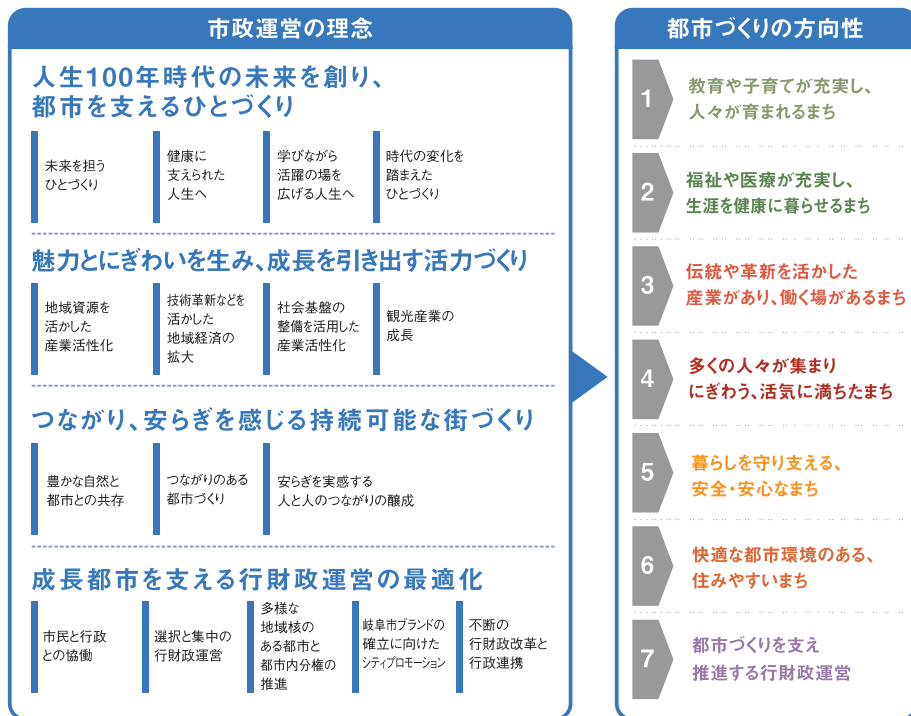 市政運営の理念
人生100年時代の未来を創り、
都市を支えるひとづくり
未来を担う
ひとづくり
健康に
支えられた
人生へ
学びながら
活躍の場を
広げる人生へ
時代の変化を
踏まえた
ひとづくり
魅力とにぎわいを生み、成長を引き出す活力づくり
地域資源を
活かした
産業活性化
技術革新などを
活かした
地域経済の
拡大
社会基盤の
整備を活用した
産業活性化
観光産業の
成長
つながり、安らぎを感じる持続可能な街づくり
豊かな自然と
都市との共存
つながりのある
都市づくり
安らぎを実感する
人と人のつながりの醸成
成長都市を支える行財政運営の最適化
市民と行政
との協働
選択と集中の
行財政運営
多様な
地域核の
ある都市と
都市内分権の
推進
岐阜市ブランドの
確立に向けた
シティプロモーション
不断の
行財政改革と
行政連携
都市づくりの方向性
1
教育や子育てが充実し、
人々が育まれるまち
2
福祉や医療が充実し、
生涯を健康に暮らせるまち
3
伝統や革新を活かした
産業があり、働く場があるまち
4
多くの人々が集まり
にぎわう、活気に満ちたまち
5
暮らしを守り支える、
安全・安心なまち
6
快適な都市環境のある、
住みやすいまち
7
都市づくりを支え
推進する行財政運営